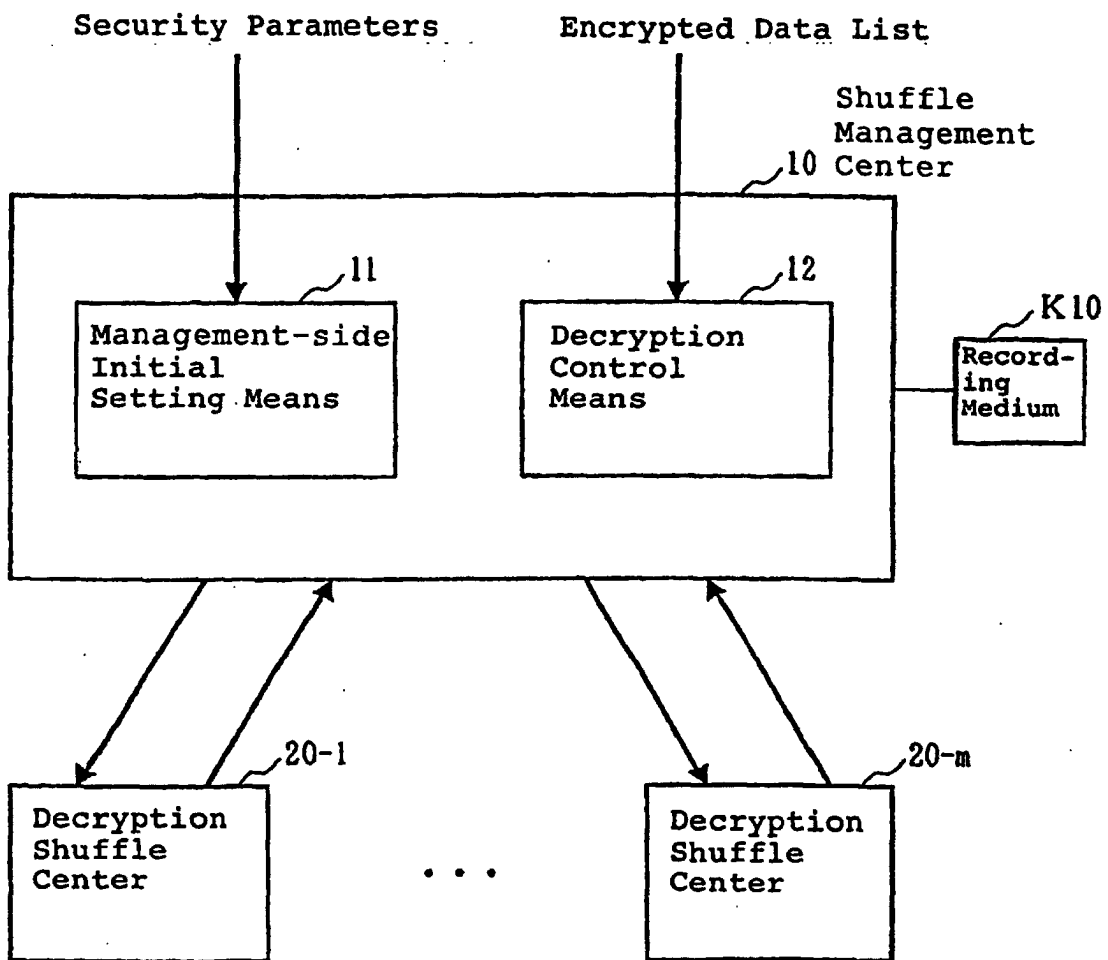 Security Parameters
Encrypted Data List
Shuffle
Management
Center
10
11
12
Management-side
Initial
Setting Means
Decryption
Control
Means
K10
Record-
ing
Medium
20-1
20-m
Decryption
Shuffle
Center
. . .
Decryption
Shuffle
Center